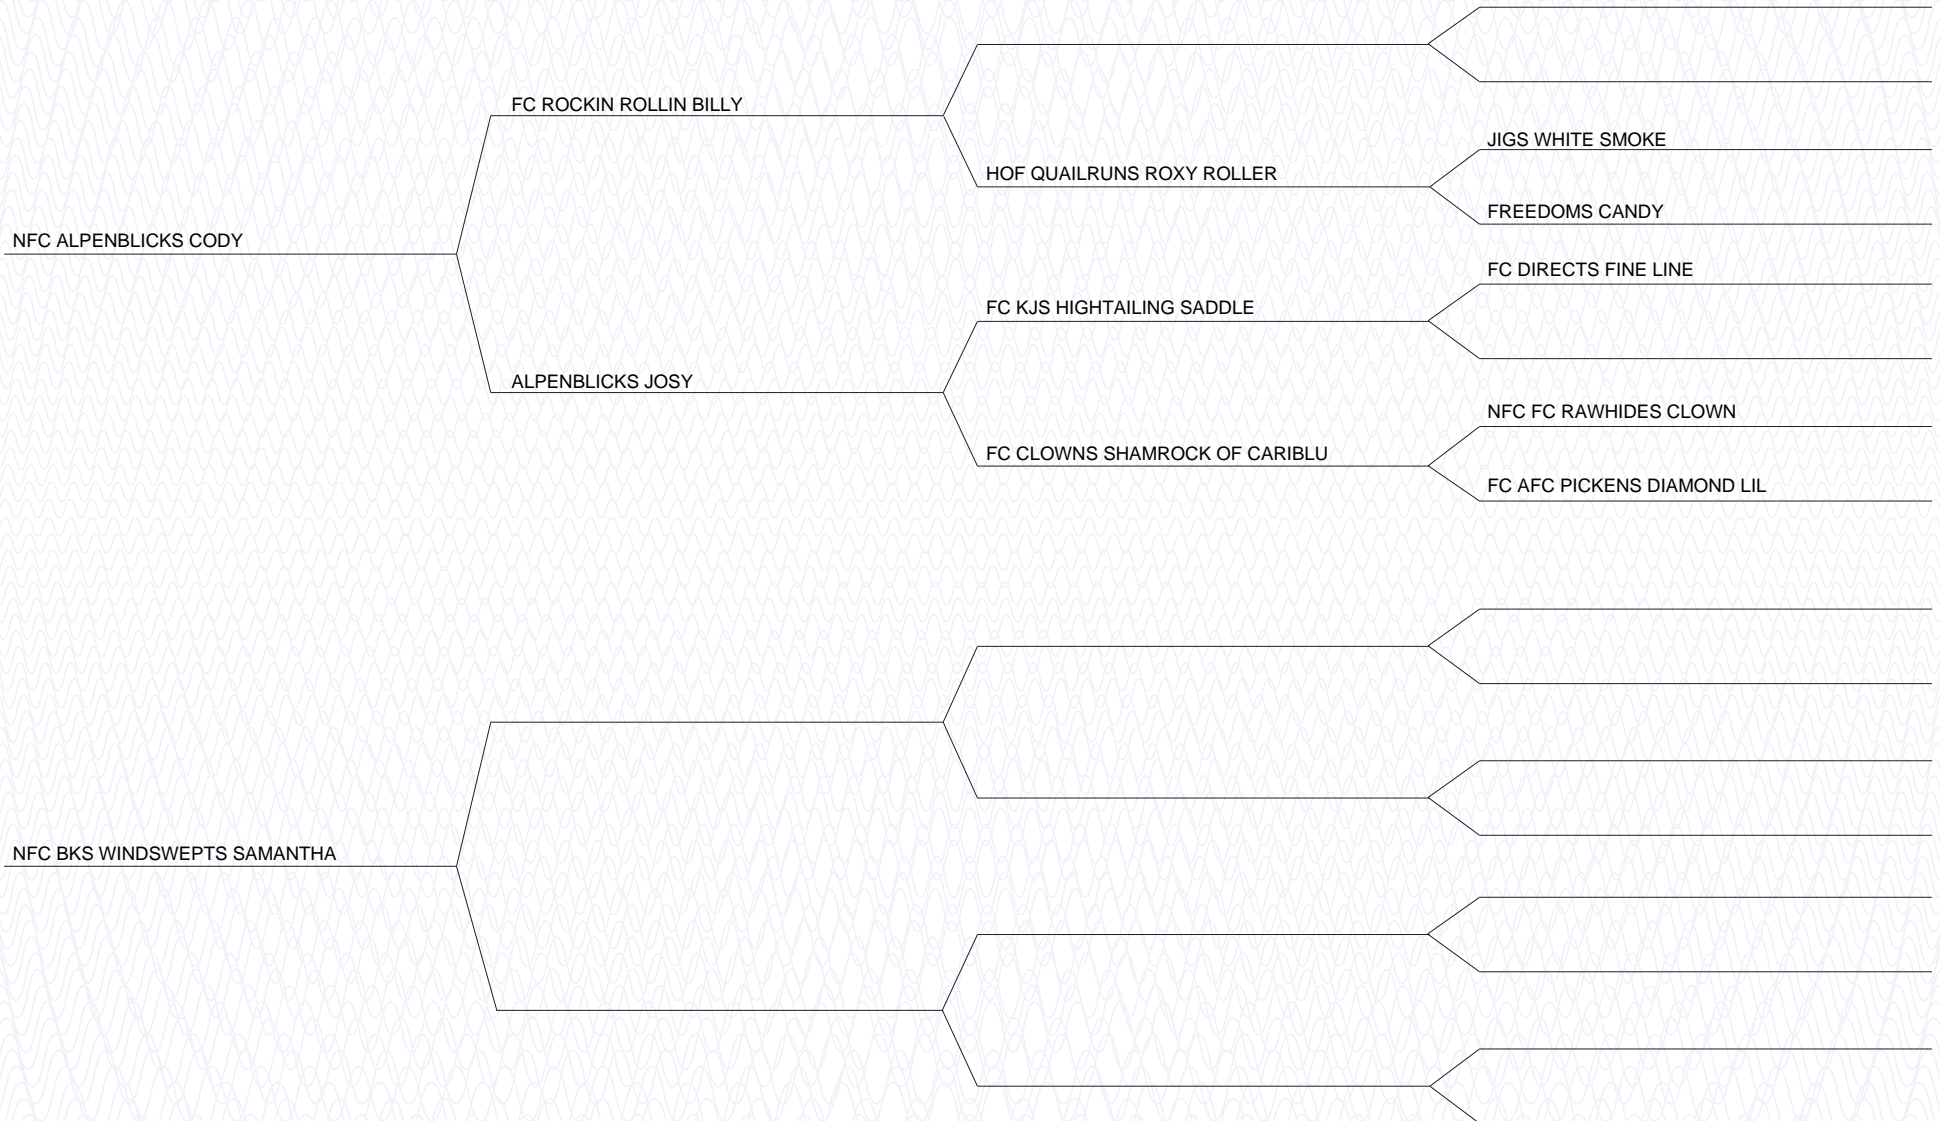 FC ROCKIN ROLLIN BILLY
JIGS WHITE SMOKE
HOF QUAILRUNS ROXY ROLLER
FREEDOMS CANDY
NFC ALPENBLICKS CODY
FC DIRECTS FINE LINE
FC KJS HIGHTAILING SADDLE
ALPENBLICKS JOSY
NFC FC RAWHIDES CLOWN
FC CLOWNS SHAMROCK OF CARIBLU
FC AFC PICKENS DIAMOND LIL
NFC BKS WINDSWEPTS SAMANTHA